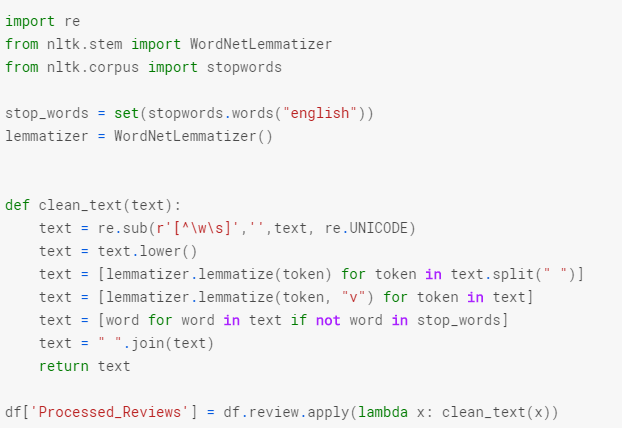 import re
from nltk.stem import WordNetLemmatizer
from nltk.corpus import stopwords

stop_words = set(stopwords.words("english"))
lemmatizer = WordNetLemmatizer()


def clean_text(text):
    text = re.sub(r'[^\w\s]','',text, re.UNICODE)
    text = text.lower()
    text = [lemmatizer.lemmatize(token) for token in text.split(" ")]
    text = [lemmatizer.lemmatize(token, "v") for token in text]
    text = [word for word in text if not word in stop_words]
    text = " ".join(text)
    return text

df['Processed_Reviews'] = df.review.apply(lambda x: clean_text(x))